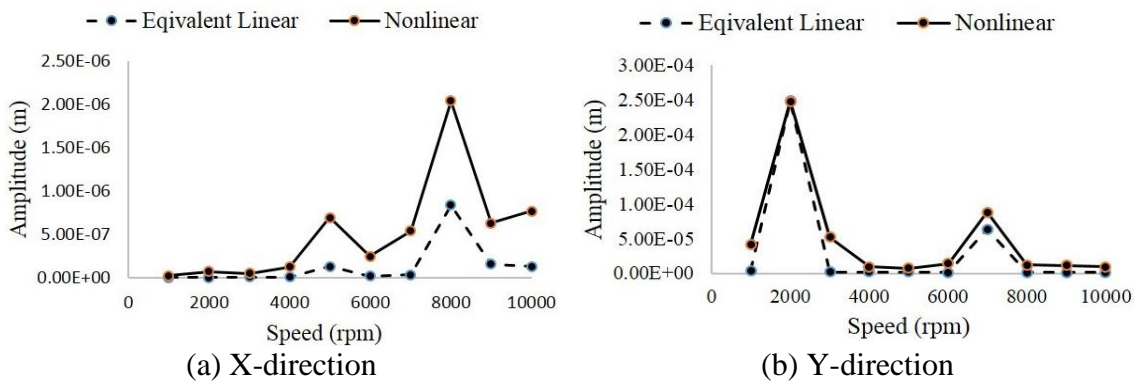 Eqivalent Linear Nonlinear
2.50E-06
2.00E-06
1.50E-06
1.00E-06
5.00E-07
0.00E+00
0 2000 4000 6000 8000 10000
Amplitude (m)
Speed (rpm)
(a) X-direction
Eqivalent Linear Nonlinear
3.00E-04
2.50E-04
2.00E-04
1.50E-04
1.00E-04
5.00E-05
0.00E+00
0 2000 4000 6000 8000 10000
Amplitude (m)
Speed (rpm)
(b) Y-direction